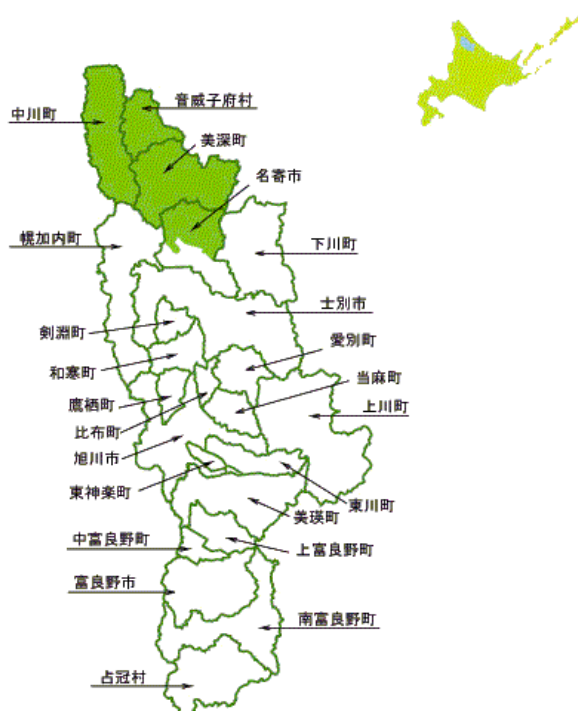 音威子府村
中川町
美深町
名寄市
幌加内町
下川町
士別市
剣淵町
愛別町
和寒町
当麻町
鷹栖町
上川町
比布町
旭川市
東神楽町
東川町
美瑛町
中富良野町
上富良野町
富良野市
南富良野町
占冠村